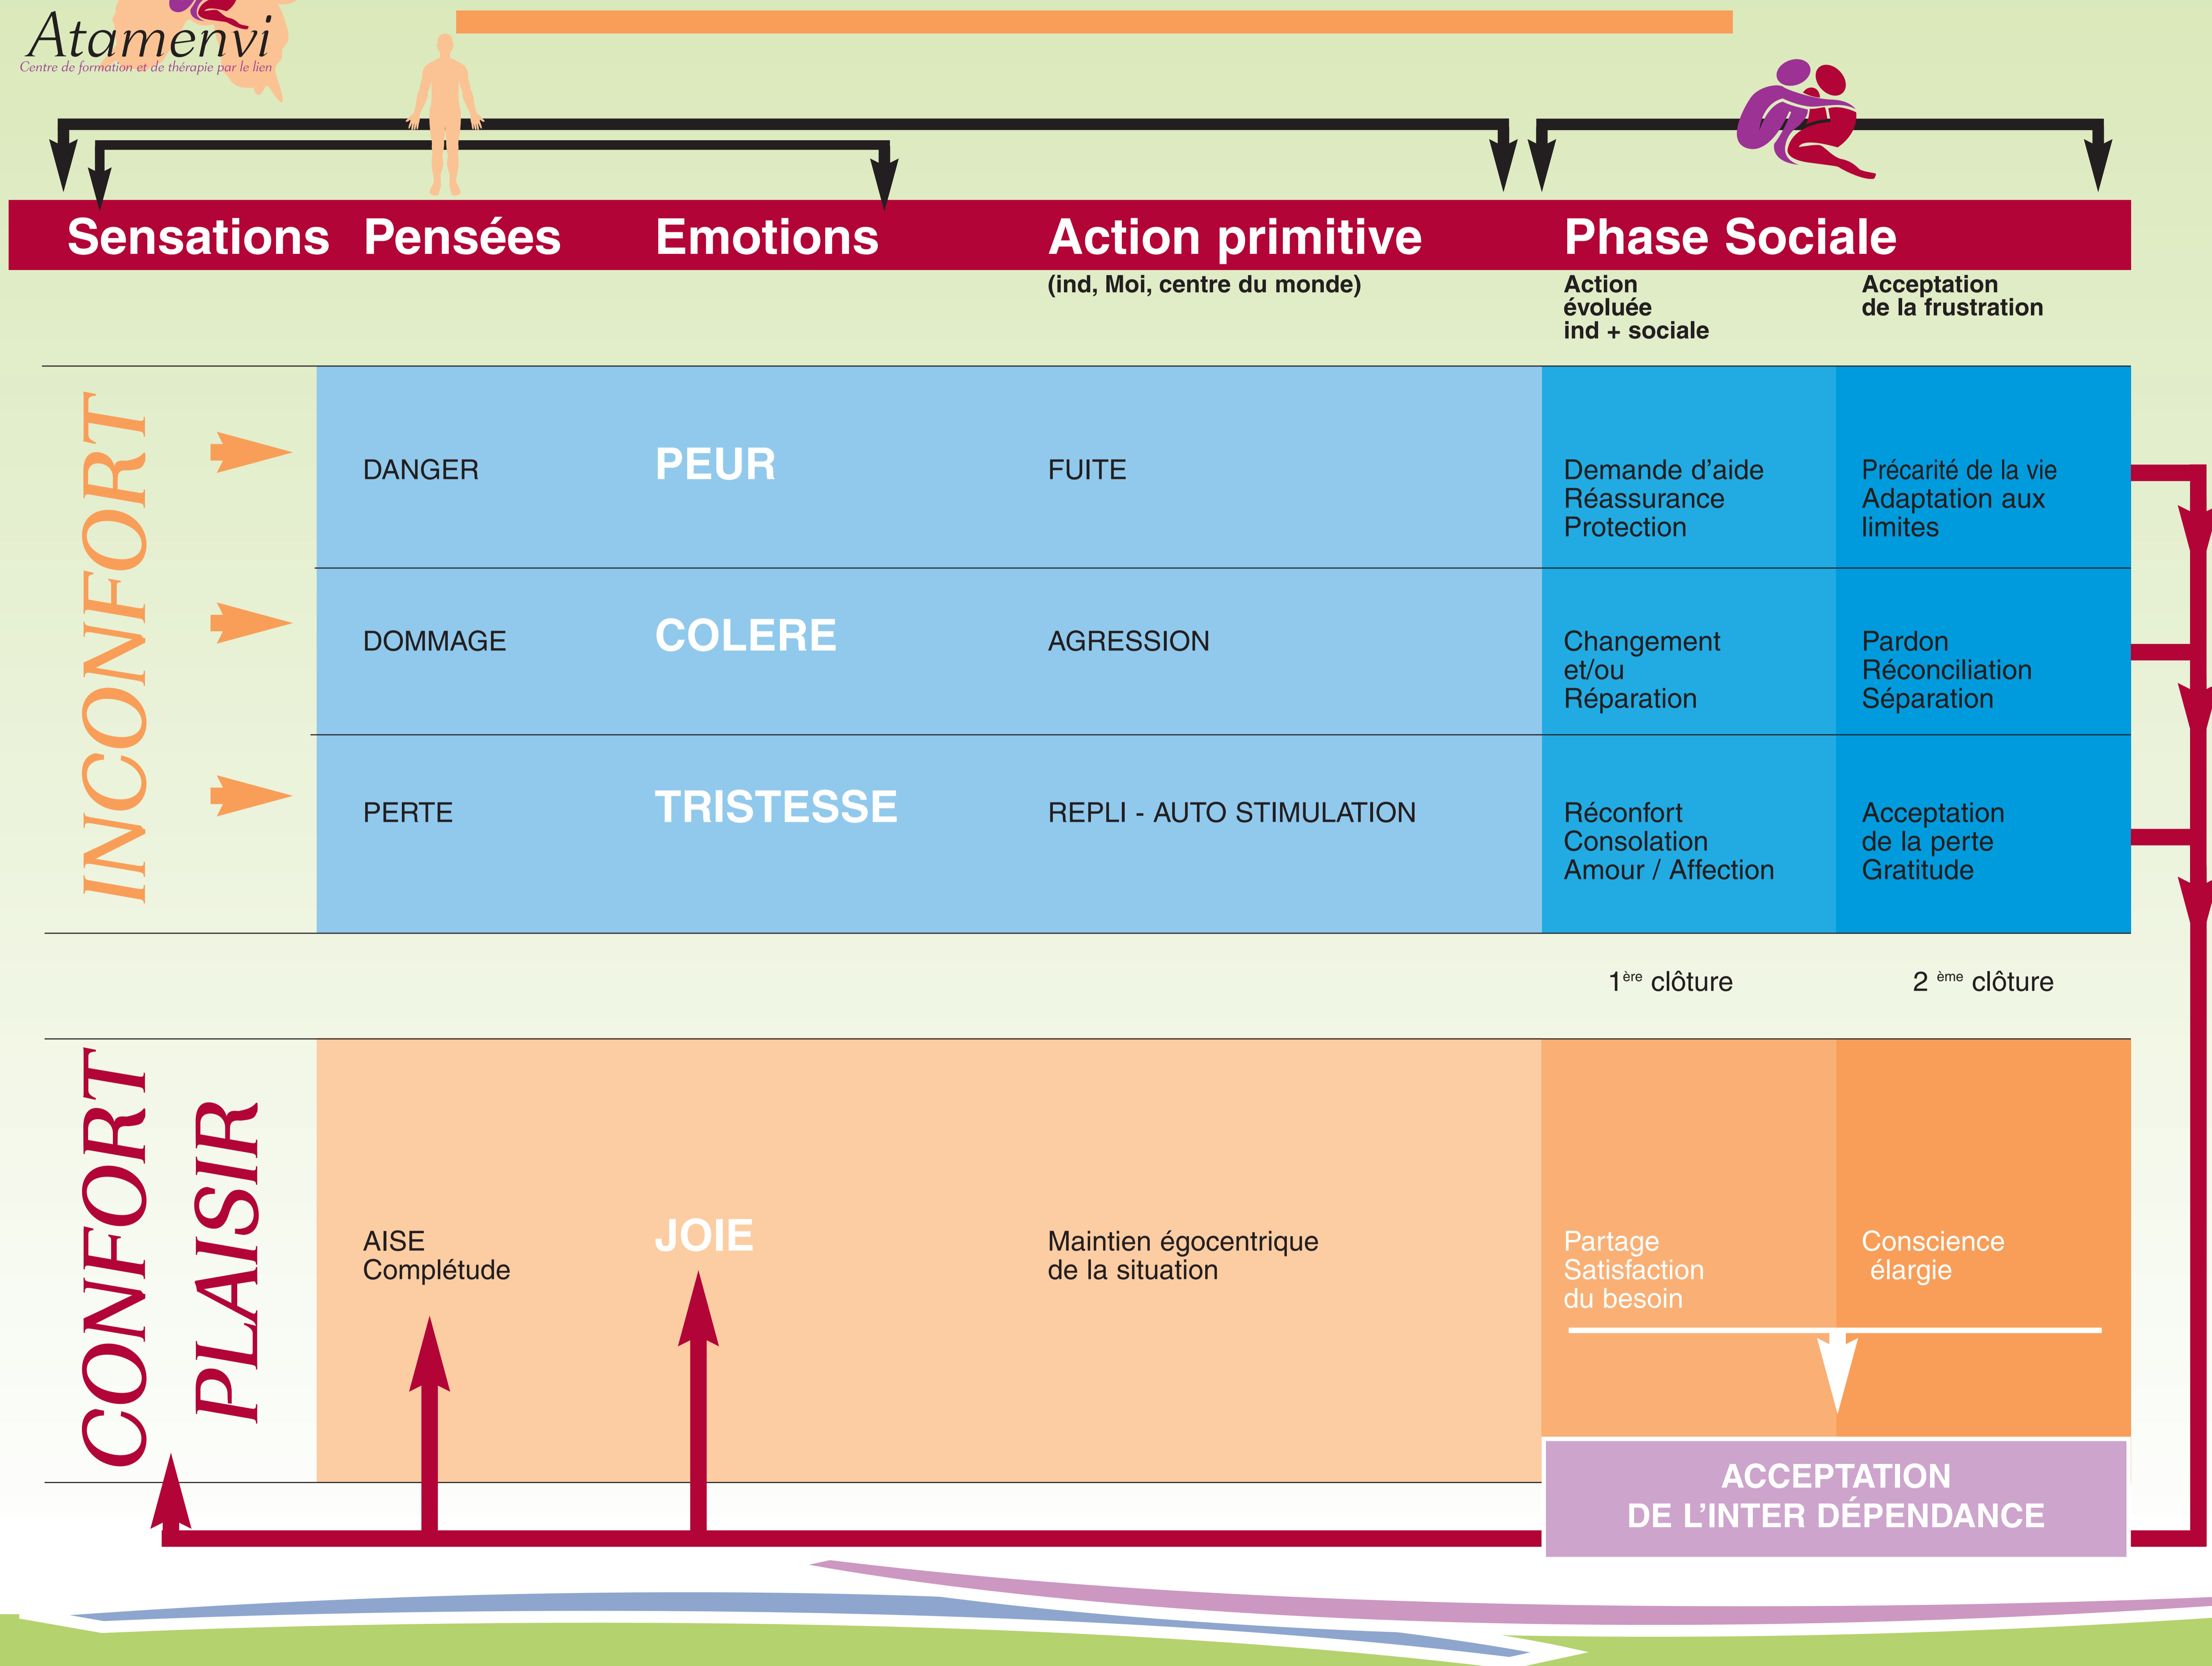 Atamenvi
Centre de formation et de thérapie par le lien
Sensations Pensées Emotions Action primitive Phase Sociale
(ind, Moi, centre du monde)
Action
évoluée
ind + sociale
Acceptation
de la frustration
INCONFORT
DANGER
PEUR
FUITE
Demande d’aide
Réassurance
Protection
Précarité de la vie
Adaptation aux
limites
DOMMAGE
COLERE
AGRESSION
Changement
et/ou
Réparation
Pardon
Réconciliation
Séparation
PERTE
TRISTESSE
REPLI - AUTO STIMULATION
Réconfort
Consolation
Amour / Affection
Acceptation
de la perte
Gratitude
1ère clôture
2 ème clôture
CONFORT
PLAISIR
AISE
Complétude
JOIE
Maintien égocentrique
de la situation
Partage
Satisfaction
du besoin
Conscience
élargie
ACCEPTATION
DE L’INTER DÉPENDANCE